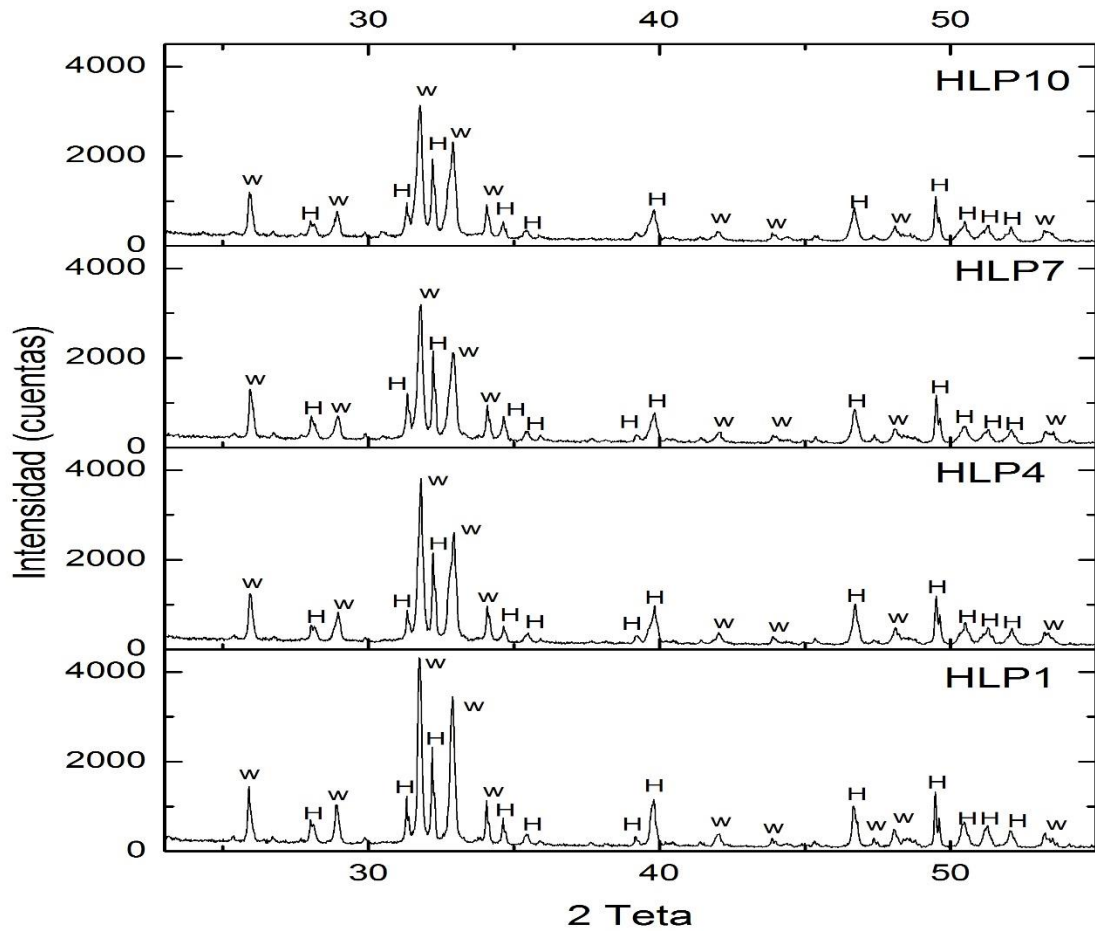 30 40 50
4000
2000
0
HLP10
W H W H W H W W H H H W W H W H H H H W
4000
2000
0
HLP7
W H W H W H W W H H H H W W H W H H H H W
4000
2000
0
HLP4
W H W H W H W W H H H H W W H W H H H H W
4000
2000
0
HLP1
W H W H W H W W H H H H W W H W W H H H H W
30 40 50
2 Teta
Intensidad (cuentas)